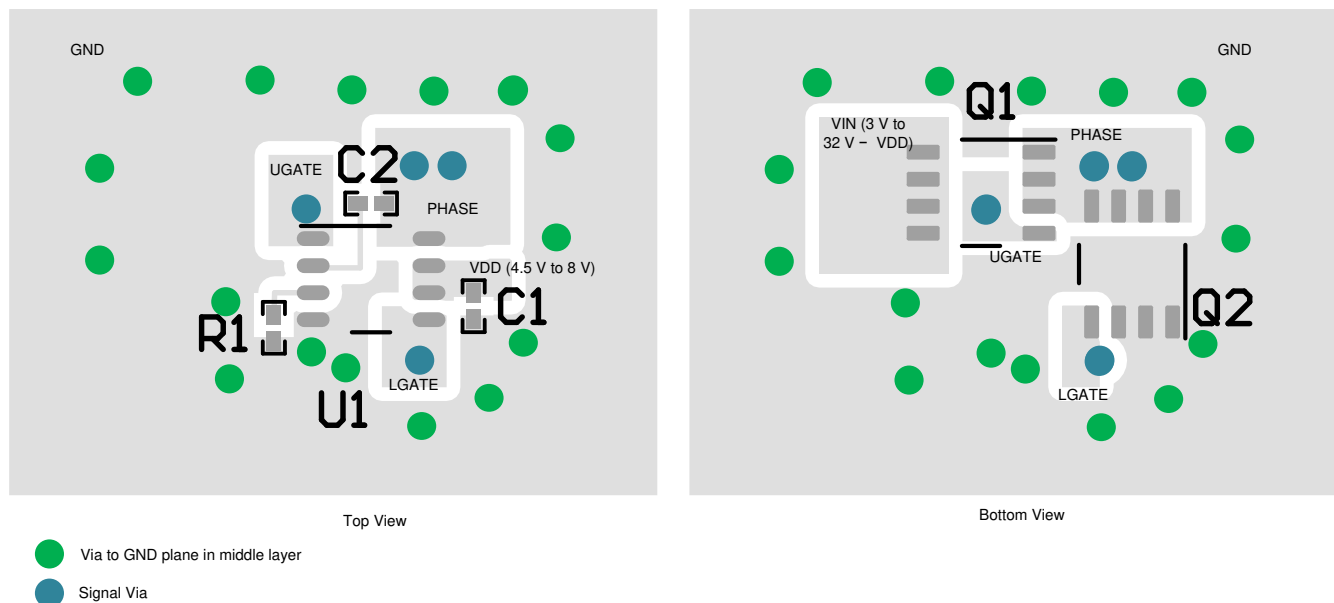 GND
C2
UGATE
PHASE
VDD (4.5 V to 8 V)
C1
R1
LGATE
U1
Top View
GND
Q1
VIN (3 V to
32 V − VDD)
PHASE
UGATE
Q2
LGATE
Bottom View
Via to GND plane in middle layer
Signal Via